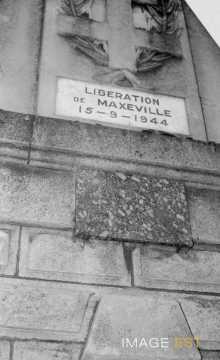 LIBERATION
DE MAXEVILLE
15-9-1944
IMAGE EST